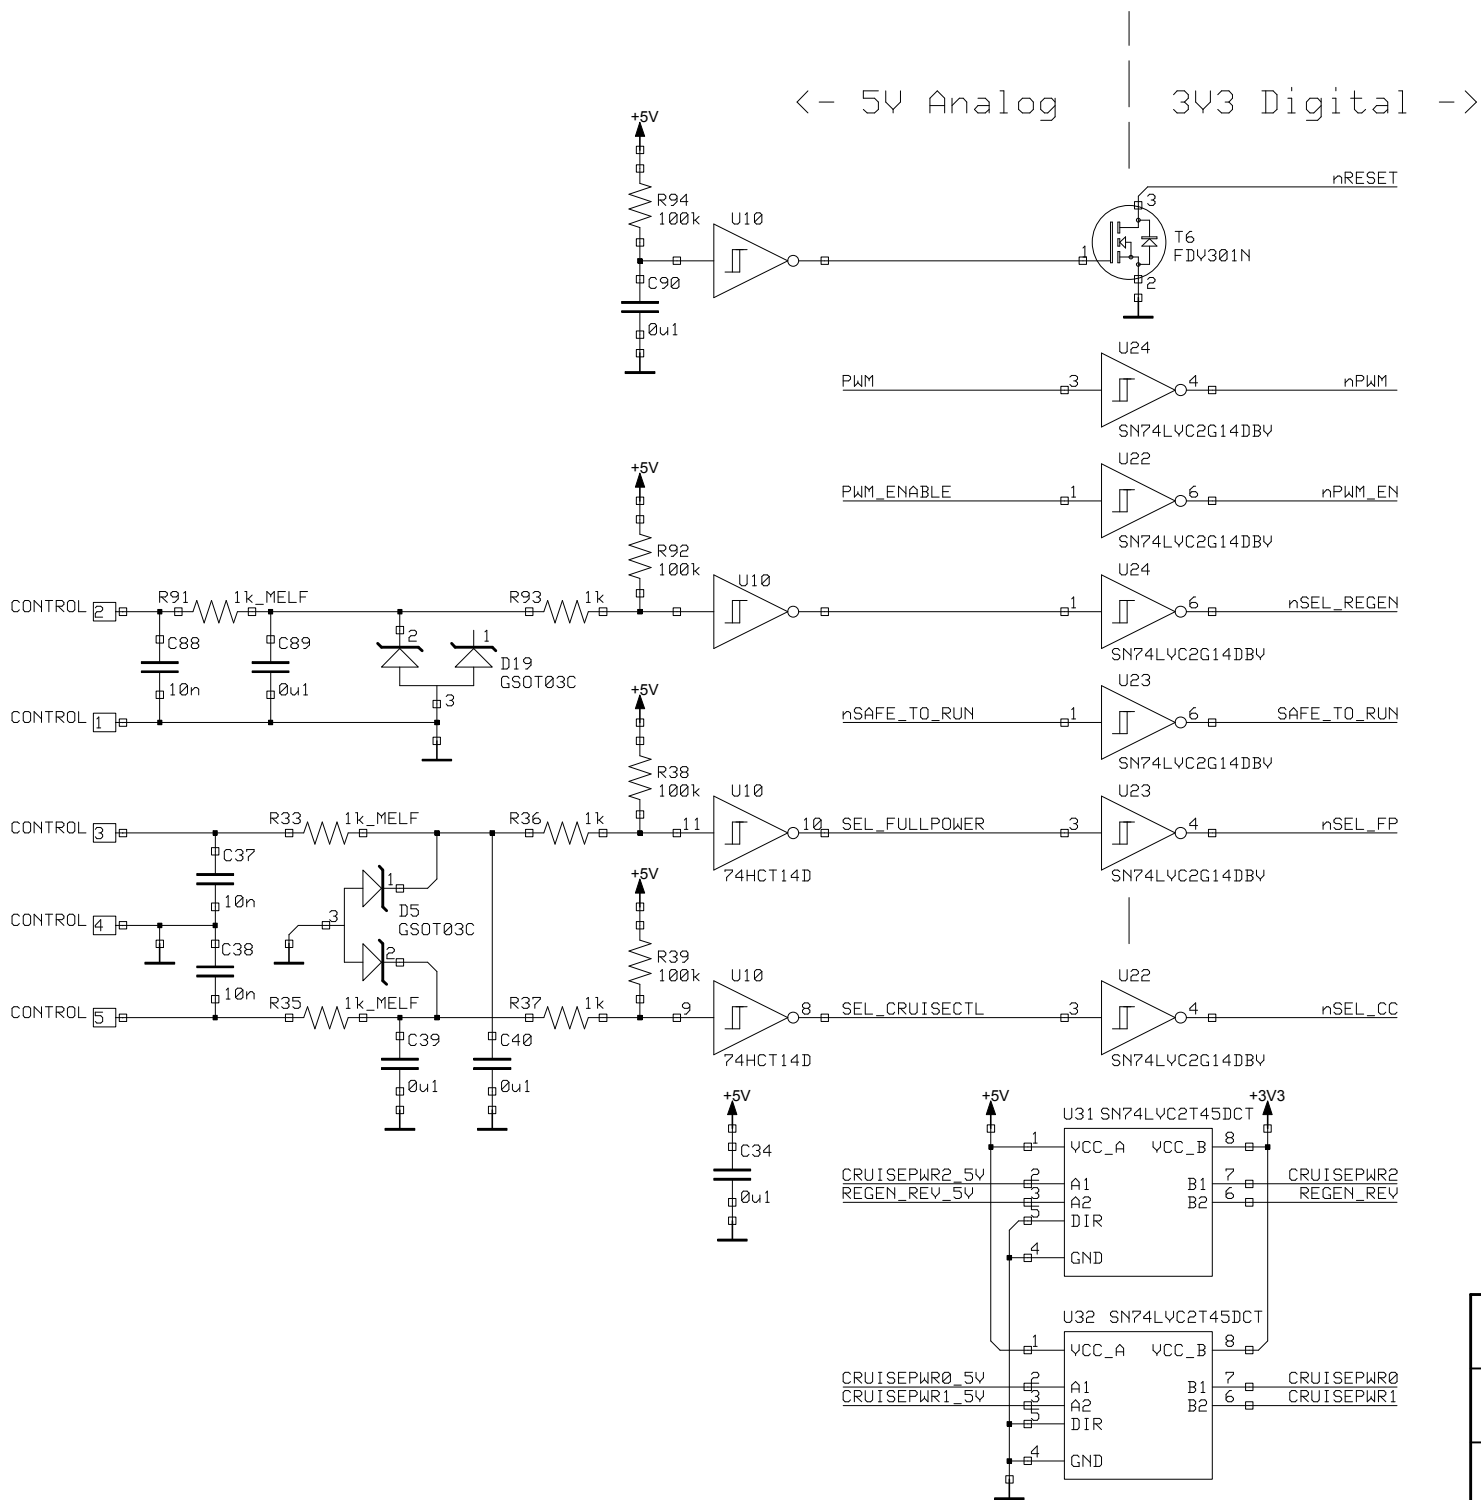 <- 5V Analog
3V3 Digital ->
+5V
nRESET
R94
100k
U10
3
1
T6
FDV301N
2
C90
0u1
U24
PWM
3
4
nPWM
SN74LVC2G14DBV
+5V
U22
PWM_ENABLE
1
6
nPWM_EN
SN74LVC2G14DBV
R92
100k
U10
U24
CONTROL 2
R91
1k_MELF
R93
1k
1
6
nSEL_REGEN
C88
10n
C89
0u1
2
1
D19
GSOT03C
3
SN74LVC2G14DBV
CONTROL 1
+5V
U23
nSAFE_TO_RUN
1
6
SAFE_TO_RUN
SN74LVC2G14DBV
R38
100k
U10
U23
CONTROL 3
R33
1k_MELF
R36
1k
11
10
SEL_FULLPOWER
3
4
nSEL_FP
74HCT14D
SN74LVC2G14DBV
C37
10n
+5V
1
D5
GSOT03C
CONTROL 4
3
C38
10n
2
R39
100k
U10
U22
CONTROL 5
R35
1k_MELF
R37
1k
9
8
SEL_CRUISECTL
3
4
nSEL_CC
C39
0u1
C40
0u1
74HCT14D
SN74LVC2G14DBV
+5V
C34
0u1
+5V
+3V3
U31 SN74LVC2T45DCT
1
VCC_A
VCC_B
8
CRUISEPWR2_5V
2
A1
B1
7
CRUISEPWR2
REGEN_REV_5V
3
A2
B2
6
REGEN_REV
5
DIR
4
GND
U32 SN74LVC2T45DCT
1
VCC_A
VCC_B
8
CRUISEPWR0_5V
2
A1
B1
7
CRUISEPWR0
CRUISEPWR1_5V
3
A2
B2
6
CRUISEPWR1
5
DIR
4
GND